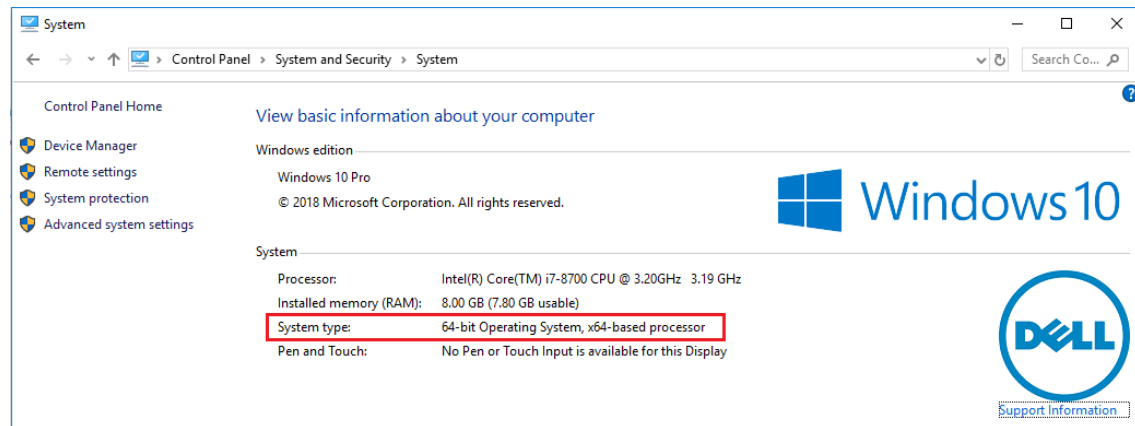 System
Control Panel > System and Security > System
Search Co...
Control Panel Home
Device Manager
Remote settings
System protection
Advanced system settings
?
View basic information about your computer
Windows edition
Windows 10 Pro
© 2018 Microsoft Corporation. All rights reserved.
Windows 10
System
Processor: Intel(R) Core(TM) i7-8700 CPU @ 3.20GHz 3.19 GHz
Installed memory (RAM): 8.00 GB (7.80 GB usable)
System type: 64-bit Operating System, x64-based processor
Pen and Touch: No Pen or Touch Input is available for this Display
DELL
Support Information